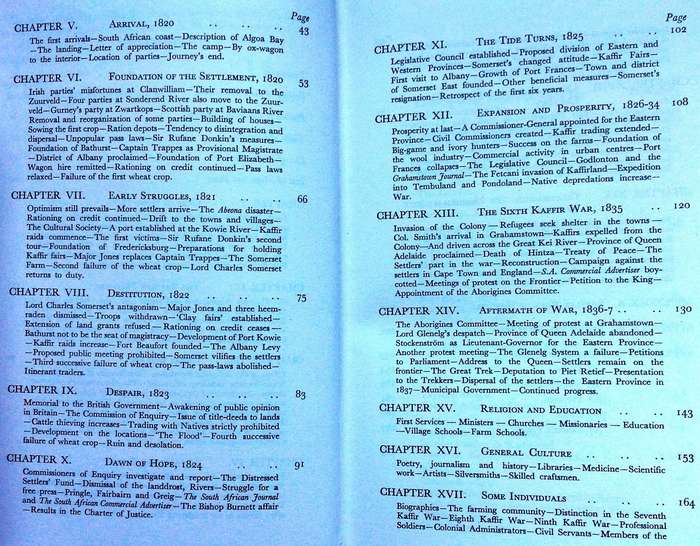 Page
CHAPTER V. ARRIVAL, 1820 .. .. .. 43
The first arrivals—South African coast—Description of Algoa Bay
—The landing—Letter of appreciation—The camp—By ox-wagon
to the interior—Location of parties—Journey's end.
CHAPTER VI. FOUNDATION OF THE SETTLEMENT, 1820 53
Irish parties' misfortunes at Clanwilliam—Their removal to the
Zuurveld—Four parties at Sonderend River also move to the Zuur-
veld—Gurney's party at Zwartkops—Scottish party at Baviaans River
Removal and reorganization of some parties—Building of houses—
Sowing the first crop—Ration depots—Tendency to disintegration and
dispersal—Unpopular pass laws—Sir Rufane Donkin's measures—
Foundation of Bathurst—Captain Trappes as Provisional Magistrate
—District of Albany proclaimed—Foundation of Port Elizabeth—
Wagon hire remitted—Rationing on credit continued—Pass laws
relaxed—Failure of the first wheat crop.
CHAPTER VII. EARLY STRUGGLES, 1821 .. .. 66
Optimism still prevails—More settlers arrive—The Abeona disaster—
Rationing on credit continued—Drift to the towns and villages—
The Cultural Society—A port established at the Kowie River—Kaffir
raids commence—The first victims—Sir Rufane Donkin's second
tour—Foundation of Fredericksburg—Preparations for holding
Kaffir fairs—Major Jones replaces Captain Trappes—The Somerset
Farm—Second failure of the wheat crop—Lord Charles Somerset
returns to duty.
CHAPTER VIII. DESTITUTION, 1822 .. .. .. 75
Lord Charles Somerset's antagonism—Major Jones and three heem-
raden dismissed—Troops withdrawn—'Clay fairs' established—
Extension of land grants refused—Rationing on credit ceases—
Bathurst not to be the seat of magistracy—Development of Port Kowie
—Kaffir raids increase—Fort Beaufort founded—The Albany Levy
—Proposed public meeting prohibited—Somerset vilifies the settlers
—Third successive failure of wheat crop—The pass-laws abolished—
Itinerant traders.
CHAPTER IX. DESPAIR, 1823 .. .. .. 83
Memorial to the British Government—Awakening of public opinion
in Britain—The Commission of Enquiry—Issue of title-deeds to lands
—Cattle thieving increases—Trading with Natives strictly prohibited
—Development on the locations—'The Flood'—Fourth successive
failure of wheat crop—Ruin and desolation.
CHAPTER X. DAWN OF HOPE, 1824 .. .. 91
Commissioners of Enquiry investigate and report—The Distressed
Settlers' Fund—Dismissal of the landdrost, Rivers—Struggle for a
free press—Pringle, Fairbairn and Greig—The South African Journal
and The South African Commercial Advertiser—The Bishop Burnett affair
—Results in the Charter of Justice.
Page
CHAPTER XI. THE TIDE TURNS, 1825 .. .. 102
Legislative Council established—Proposed division of Eastern and
Western Provinces—Somerset's changed attitude—Kaffir Fairs—
First visit to Albany—Growth of Port Frances—Town and district
of Somerset East founded—Other beneficial measures—Somerset's
resignation—Retrospect of the first six years.
CHAPTER XII. EXPANSION AND PROSPERITY, 1826-34 108
Prosperity at last—A Commissioner-General appointed for the Eastern
Province—Civil Commissioners created—Kaffir trading extended—
Big-game and ivory hunters—Success on the farms—Foundation of
the wool industry—Commercial activity in urban centres—Port
Frances collapses—The Legislative Council—Godlonton and the
Grahamstown Journal—The Fetcani invasion of Kaffirland—Expedition
into Tembuland and Pondoland—Native depredations increase—
War.
CHAPTER XIII. THE SIXTH KAFFIR WAR, 1835 .. 120
Invasion of the Colony—Refugees seek shelter in the towns—
Col. Smith's arrival in Grahamstown—Kaffirs expelled from the
Colony—And driven across the Great Kei River—Province of Queen
Adelaide proclaimed—Death of Hintza—Treaty of Peace—The
Settlers' part in the war—Reconstruction—Campaign against the
settlers in Cape Town and England—S.A. Commercial Advertiser boy-
cotted—Meetings of protest on the Frontier—Petition to the King—
Appointment of the Aborigines Committee.
CHAPTER XIV. AFTERMATH OF WAR, 1836-7 .. .. 130
The Aborigines Committee—Meeting of protest at Grahamstown—
Lord Glenelg's despatch—Province of Queen Adelaide abandoned—
Stockenström as Lieutenant-Governor for the Eastern Province—
Another protest meeting—The Glenelg System a failure—Petitions
to Parliament—Address to the Queen—Settlers remain on the
frontier—The Great Trek—Deputation to Piet Retief—Presentation
to the Trekkers—Dispersal of the settlers—the Eastern Province in
1837—Municipal Government—Continued progress.
CHAPTER XV. RELIGION AND EDUCATION .. .. 143
First Services—Ministers—Churches—Missionaries—Education
—Village Schools—Farm Schools.
CHAPTER XVI. GENERAL CULTURE .. .. .. 153
Poetry, journalism and history—Libraries—Medicine—Scientific
work—Artists—Silversmiths—Skilled craftsmen.
CHAPTER XVII. SOME INDIVIDUALS .. .. .. 164
Biographies—The farming community—Distinction in the Seventh
Kaffir War—Eighth Kaffir War—Ninth Kaffir War—Professional
Soldiers—Colonial Administrators—Civil Servants—Members of the